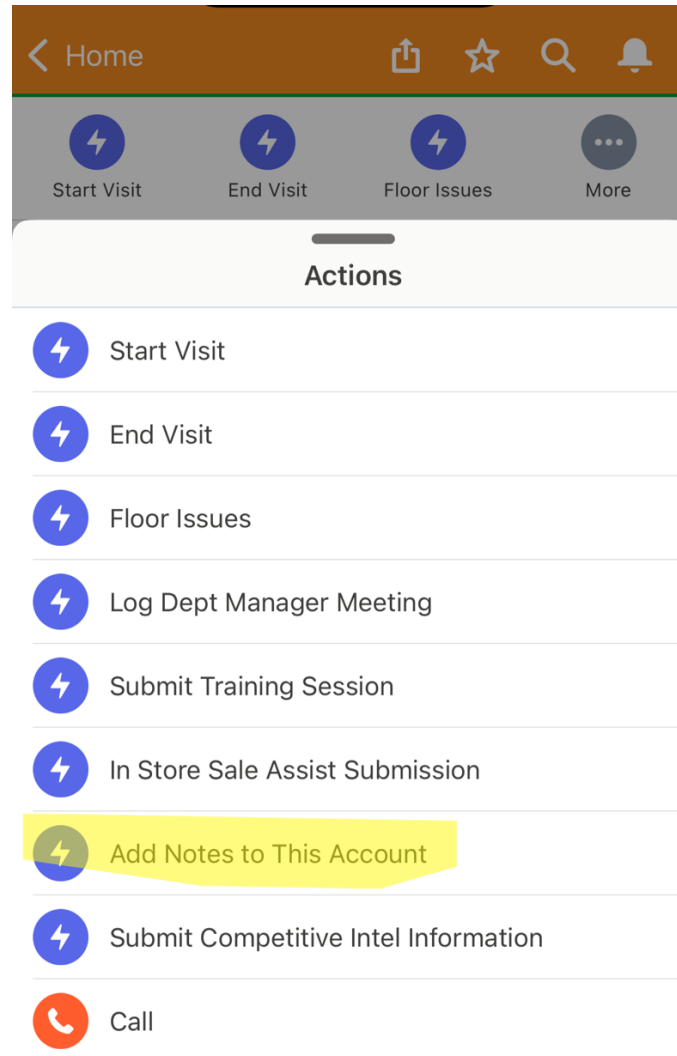 Home
Start Visit
End Visit
Floor Issues
More
Actions
Start Visit
End Visit
Floor Issues
Log Dept Manager Meeting
Submit Training Session
In Store Sale Assist Submission
Add Notes to This Account
Submit Competitive Intel Information
Call